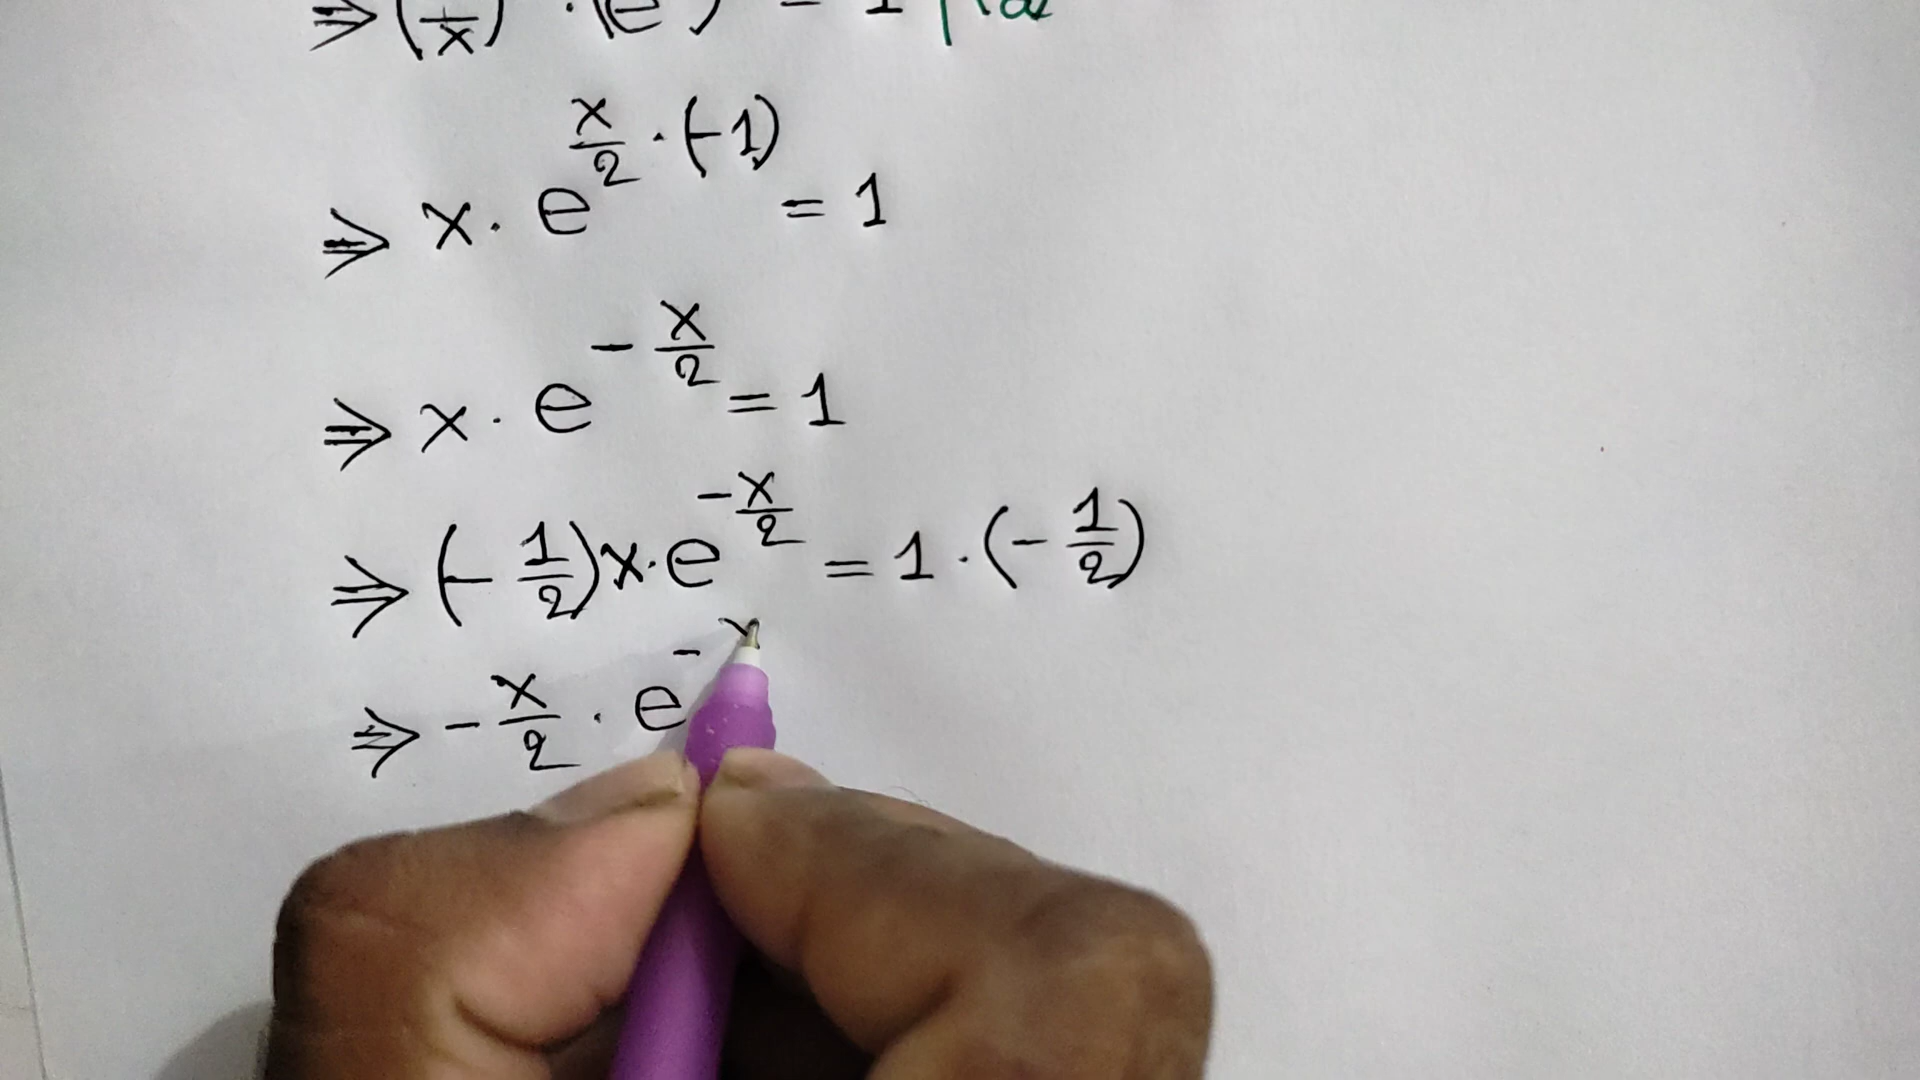 ⇒ x · e^(x/2 · (-1)) = 1
⇒ x · e^(-x/2) = 1
⇒ (-1/2) x · e^(-x/2) = 1 · (-1/2)
⇒ -x/2 · e^-